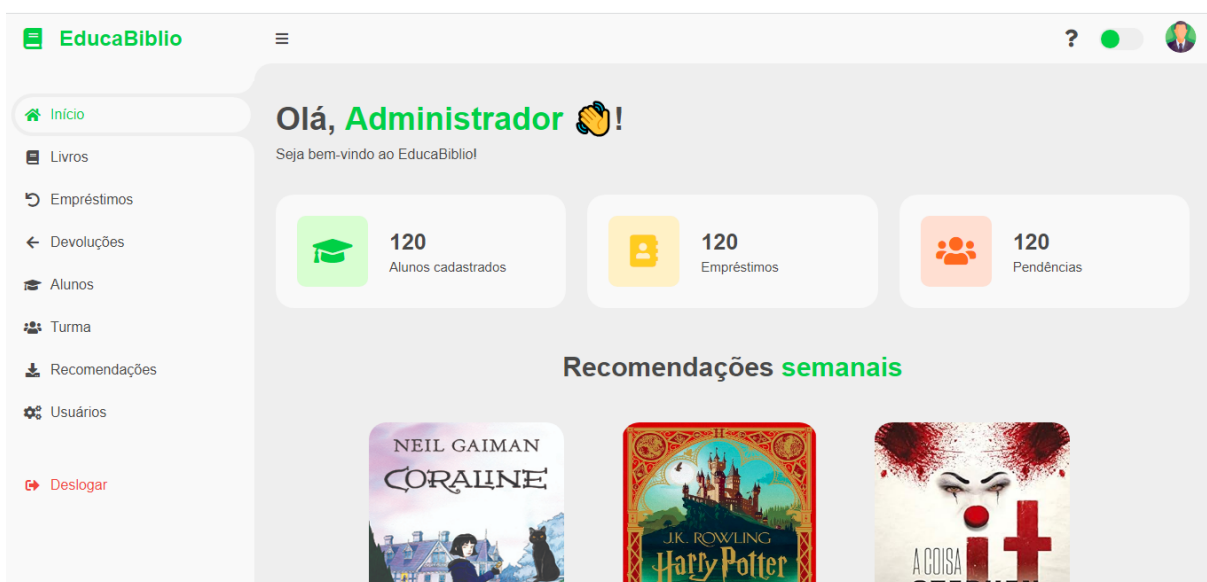 EducaBiblio
?
Início
Livros
Empréstimos
Devoluções
Alunos
Turma
Recomendações
Usuários
Deslogar
Olá, Administrador 👋!
Seja bem-vindo ao EducaBiblio!
120
Alunos cadastrados
120
Empréstimos
120
Pendências
Recomendações semanais
NEIL GAIMAN
CORALINE
H
J.K. ROWLING
Harry Potter
A COISA
it